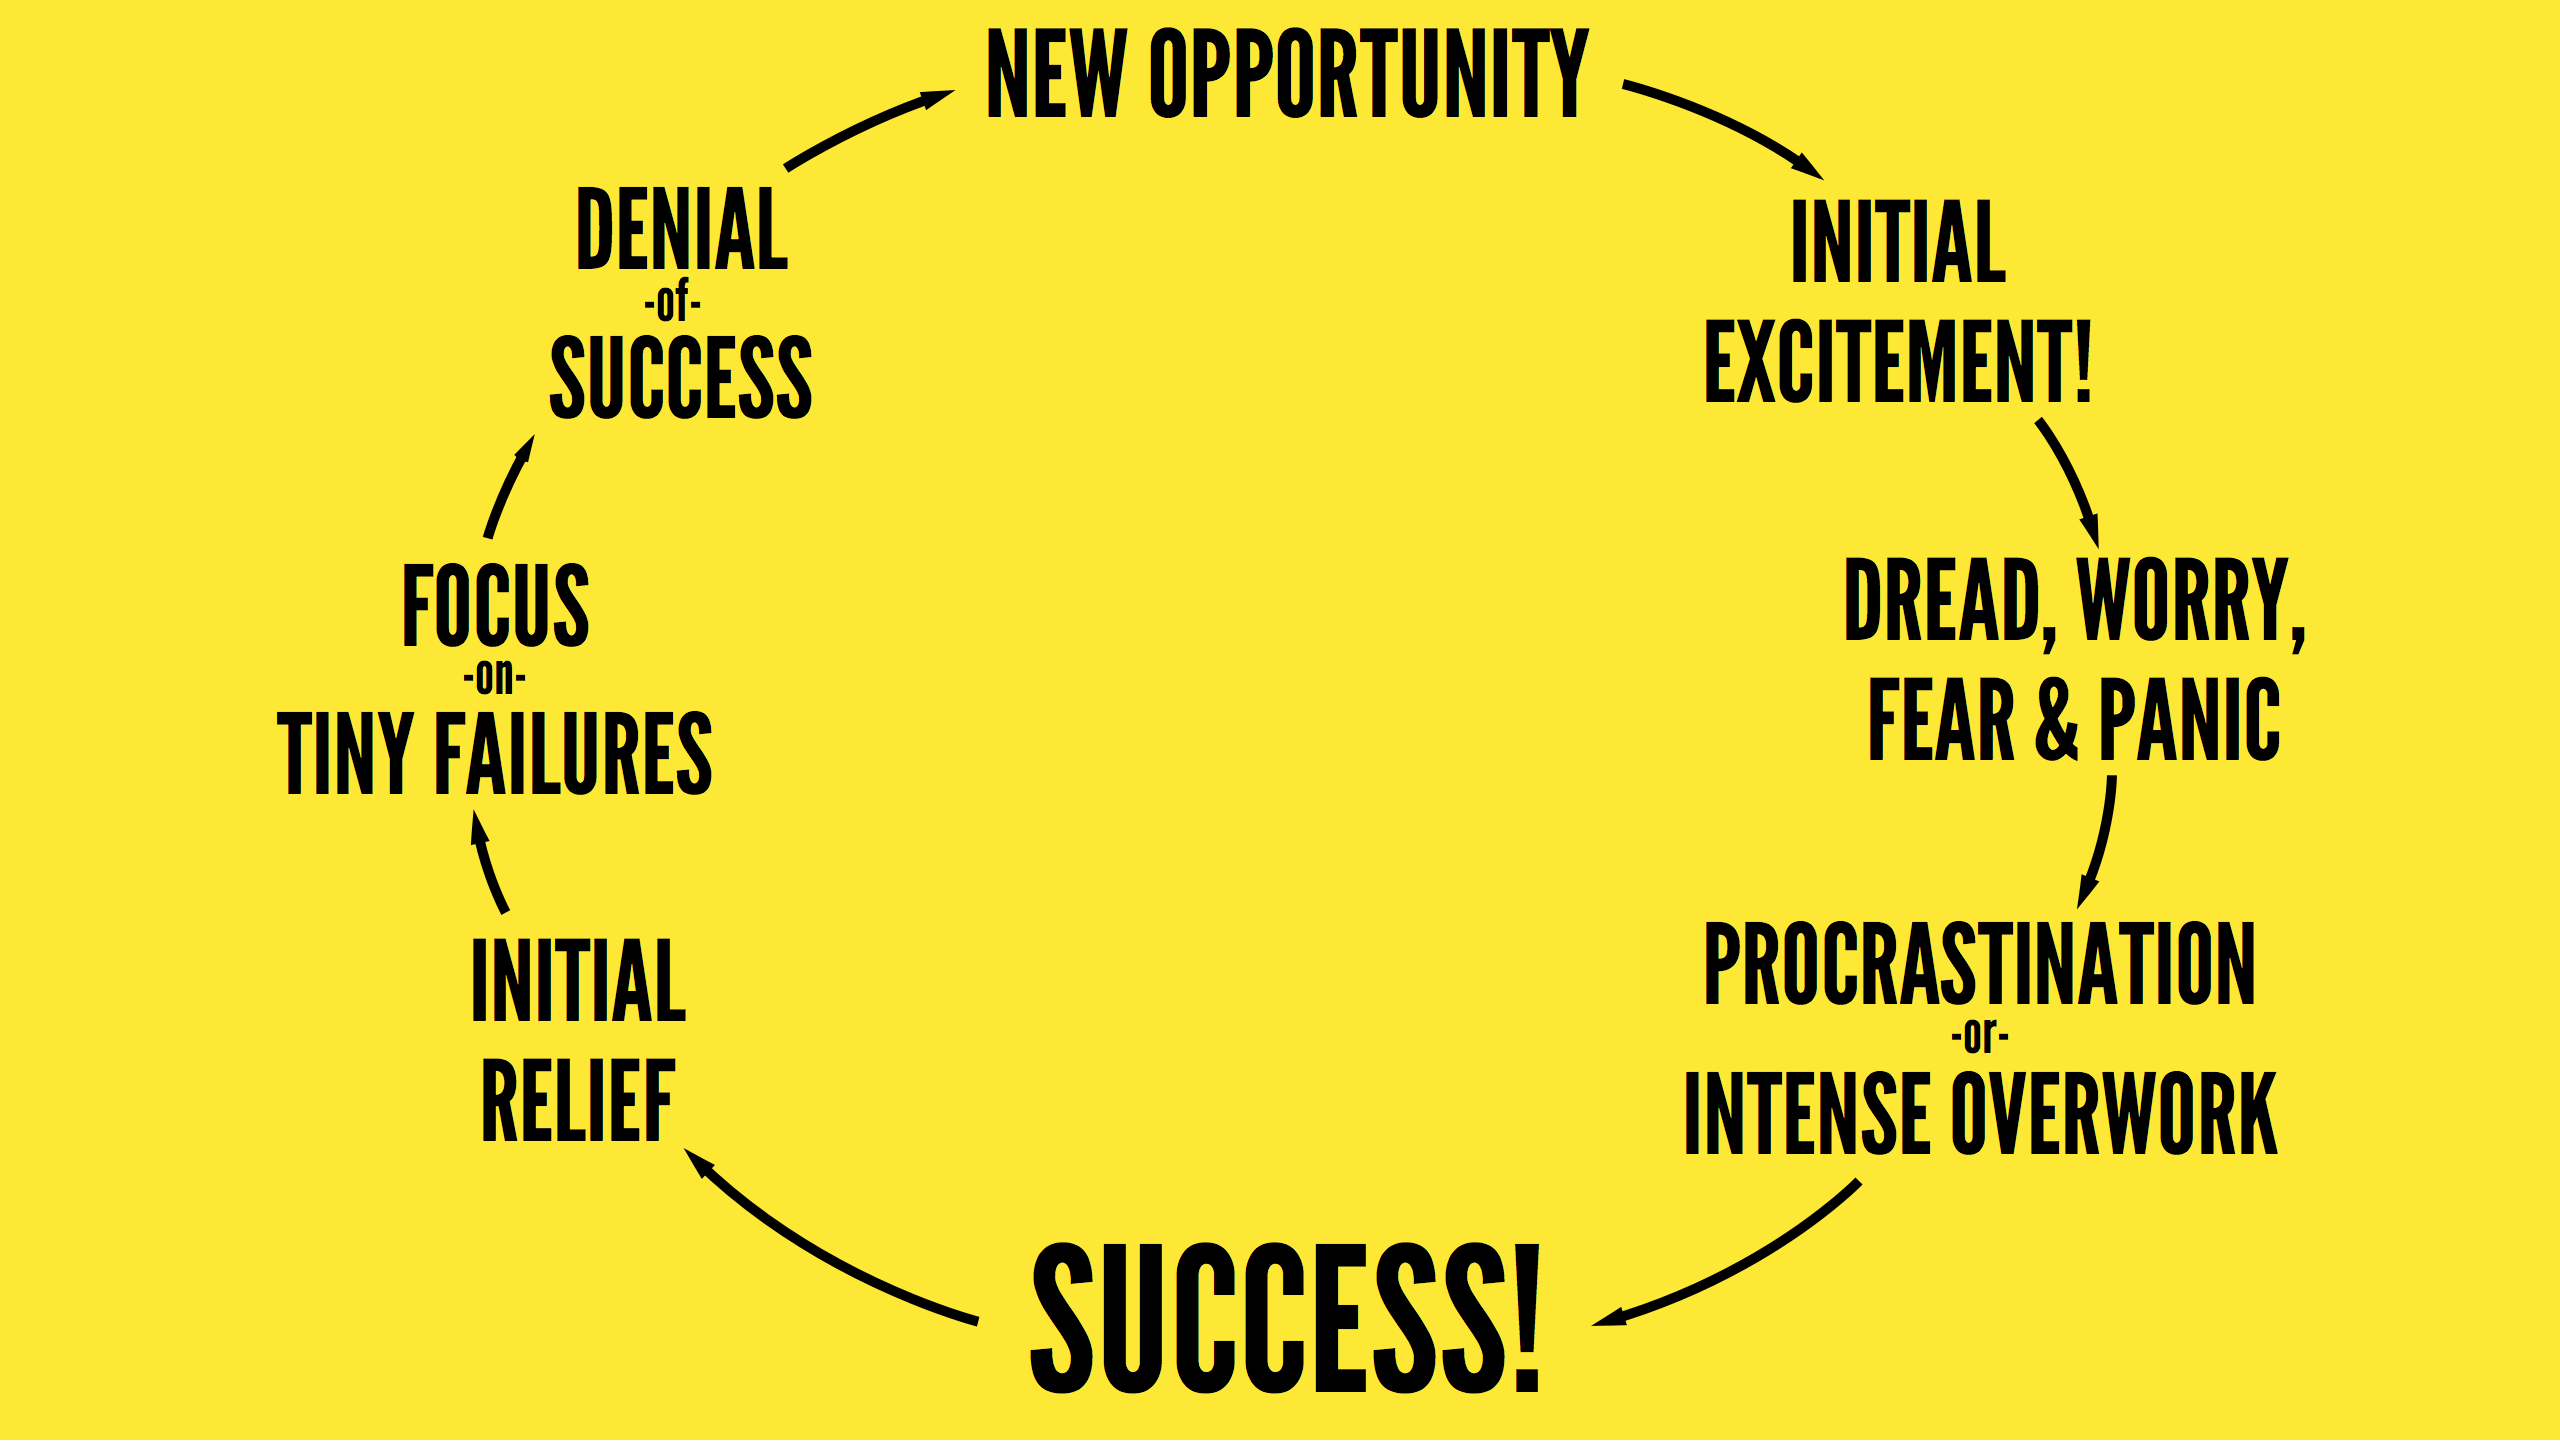 NEW OPPORTUNITY
INITIAL
EXCITEMENT!
DREAD, WORRY,
FEAR & PANIC
PROCRASTINATION
-or-
INTENSE OVERWORK
SUCCESS!
INITIAL
RELIEF
FOCUS
-on-
TINY FAILURES
DENIAL
-of-
SUCCESS